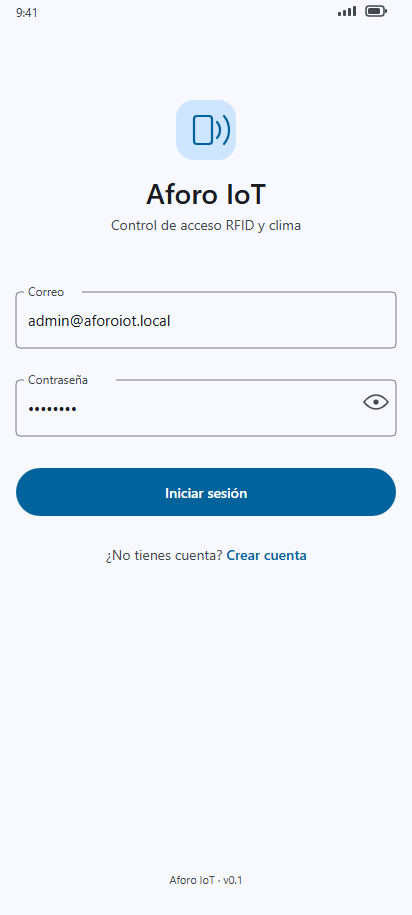 9:41
Aforo IoT
Control de acceso RFID y clima
Correo
admin@aforoiot.local
Contraseña
••••••••
Iniciar sesión
¿No tienes cuenta? Crear cuenta
Aforo IoT · v0.1